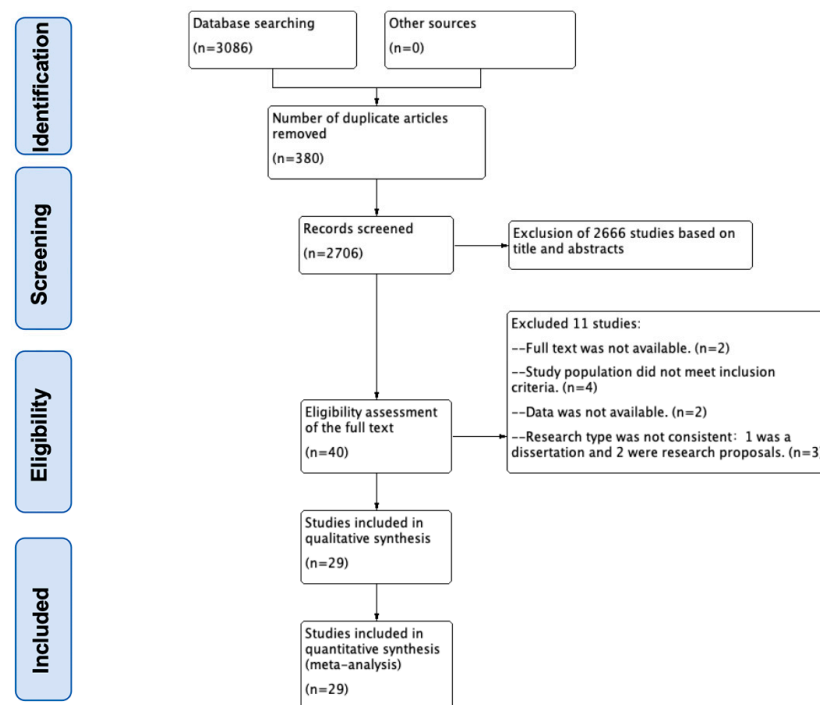 Identification
Database searching
(n=3086)
Other sources
(n=0)
Number of duplicate articles
removed
(n=380)
Screening
Records screened
(n=2706)
Exclusion of 2666 studies based on
title and abstracts
Eligibility
Eligibility assessment
of the full text
(n=40)
Excluded 11 studies:
--Full text was not available. (n=2)
--Study population did not meet inclusion
criteria. (n=4)
--Data was not available. (n=2)
--Research type was not consistent: 1 was a
dissertation and 2 were research proposals. (n=3)
Studies included in
qualitative synthesis
(n=29)
Included
Studies included in
quantitative synthesis
(meta-analysis)
(n=29)